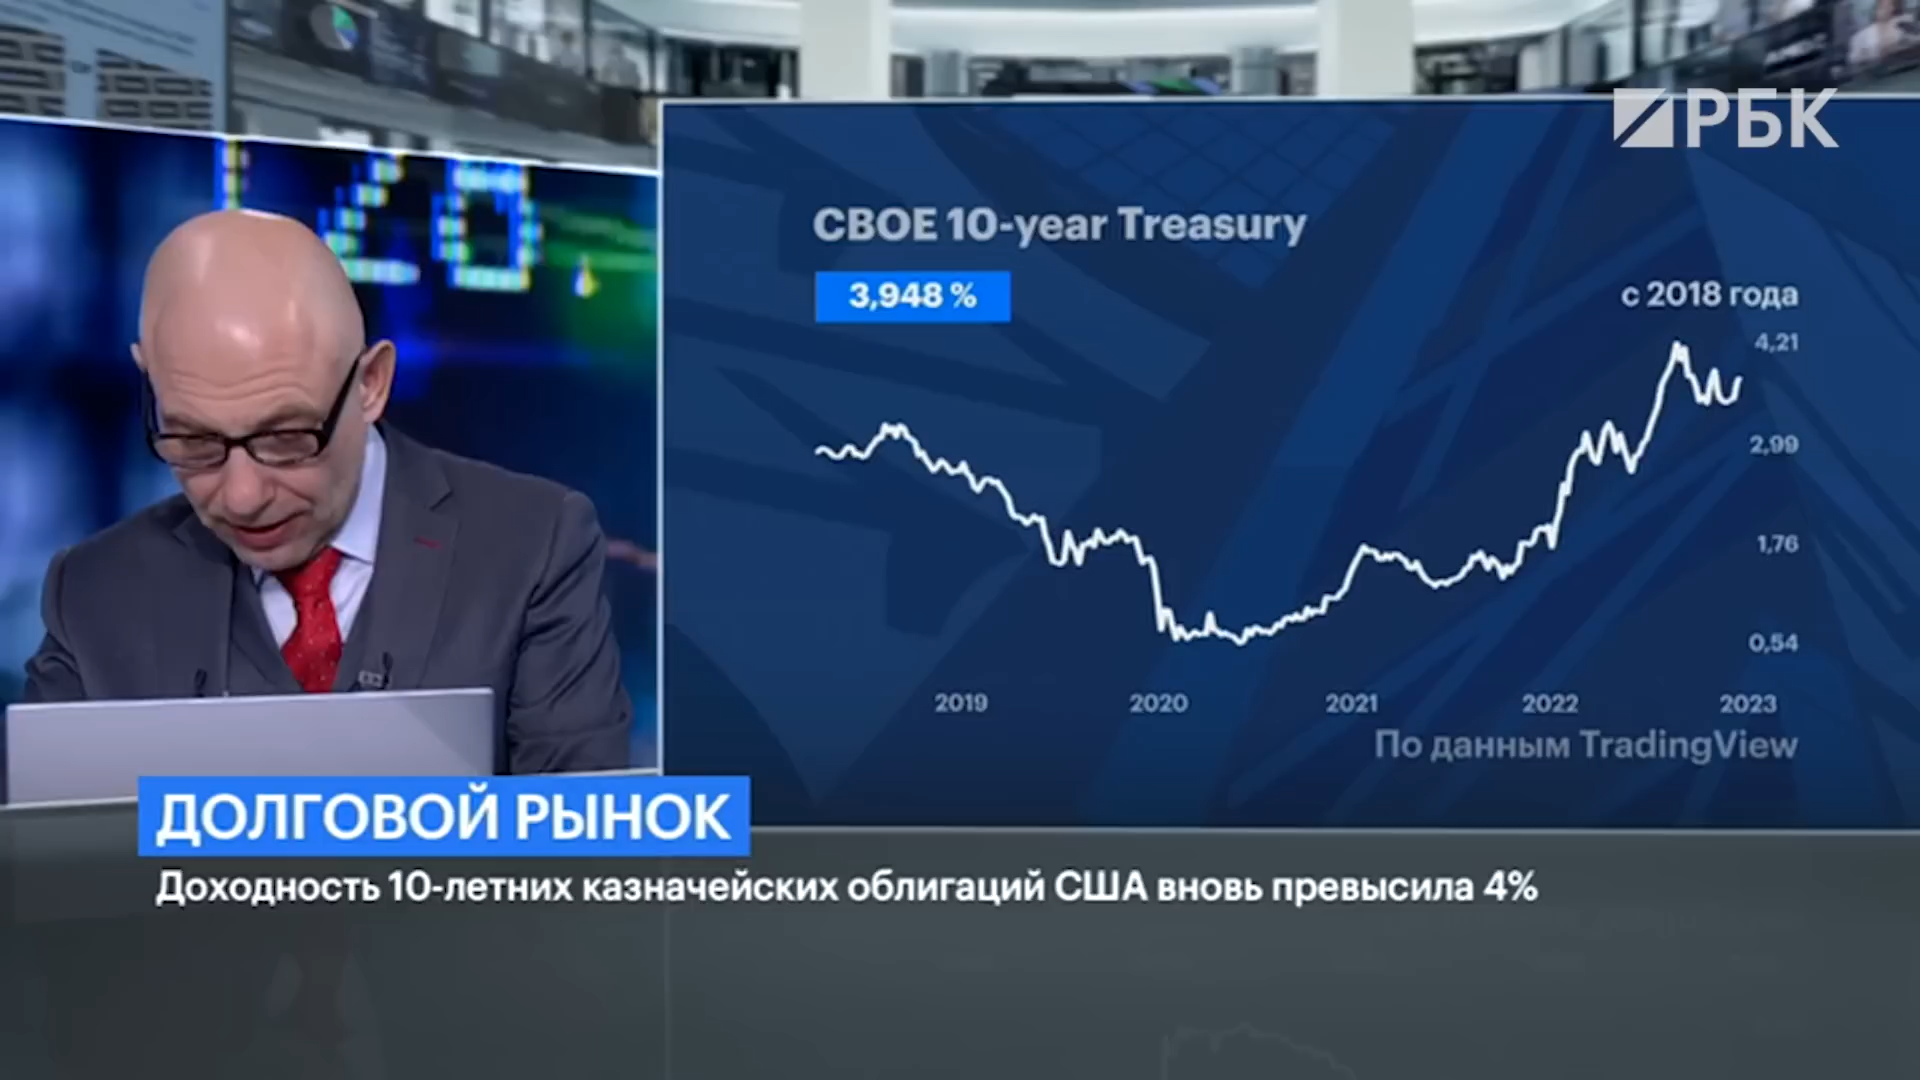 РБК
20
CBOE 10-year Treasury
3,948 %
с 2018 года
4,21
2,99
1,76
0,54
2019 2020 2021 2022 2023
По данным TradingView
ДОЛГОВОЙ РЫНОК
Доходность 10-летних казначейских облигаций США вновь превысила 4%